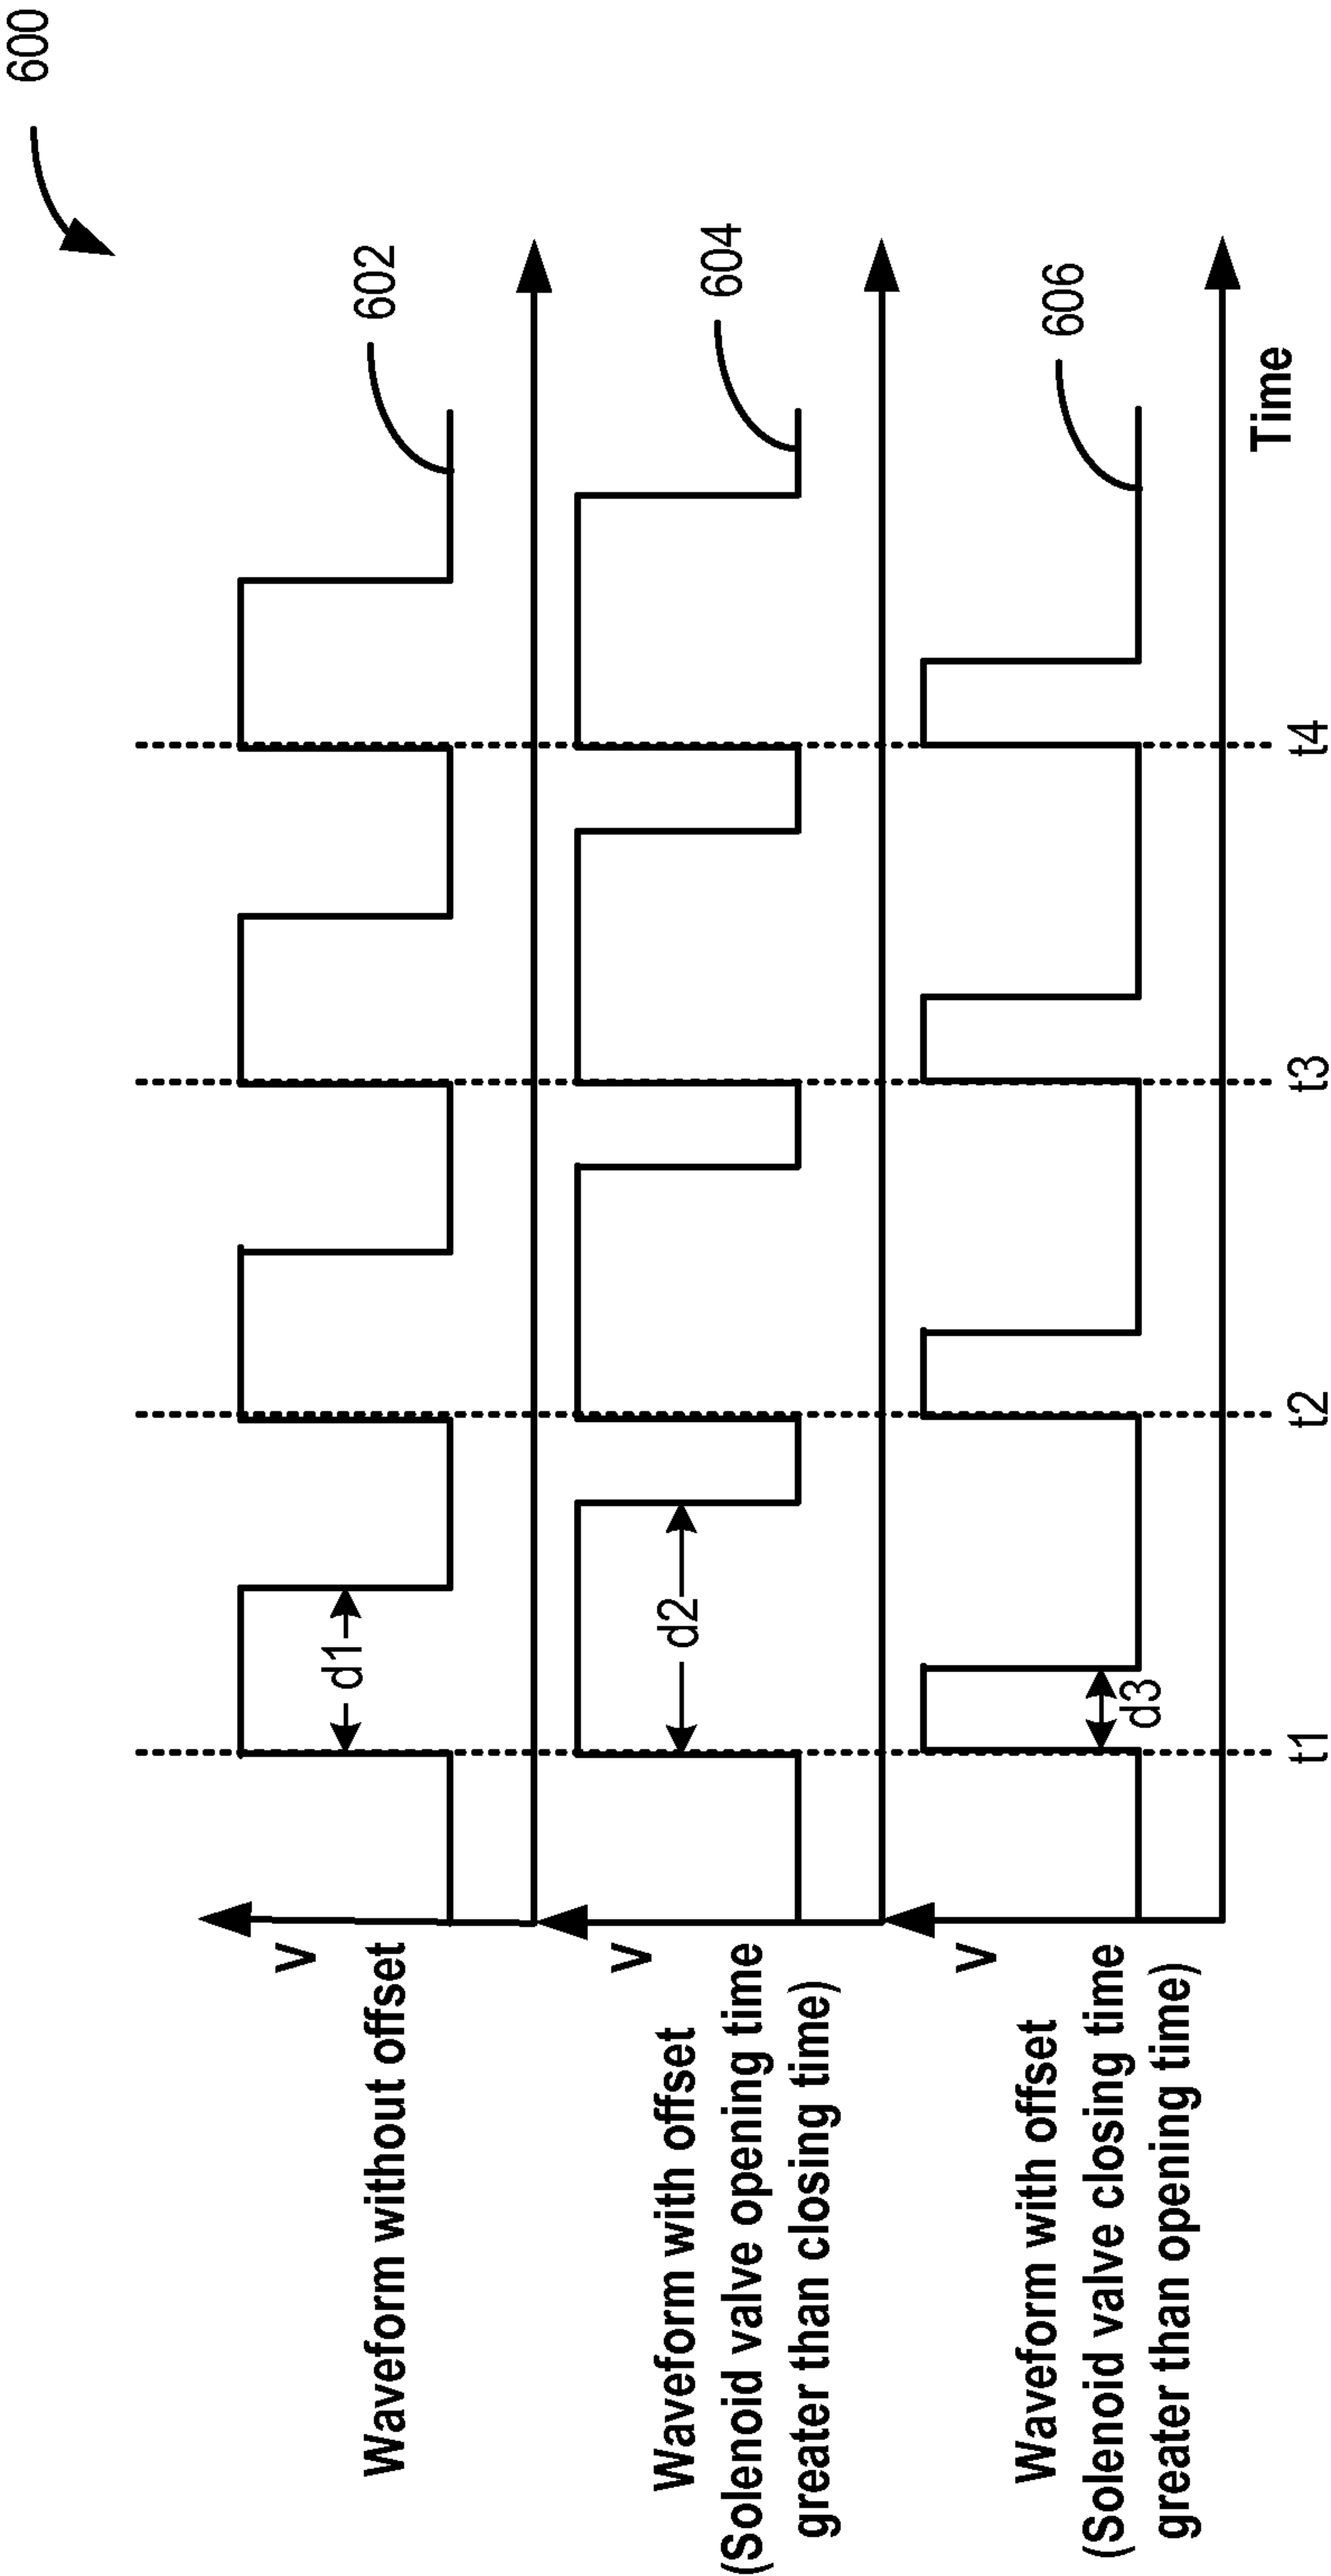 600
V
Waveform without offset
d1
602
V
Waveform with offset
(Solenoid valve opening time
greater than closing time)
d2
604
V
Waveform with offset
(Solenoid valve closing time
greater than opening time)
d3
606
t1
t2
t3
t4
Time